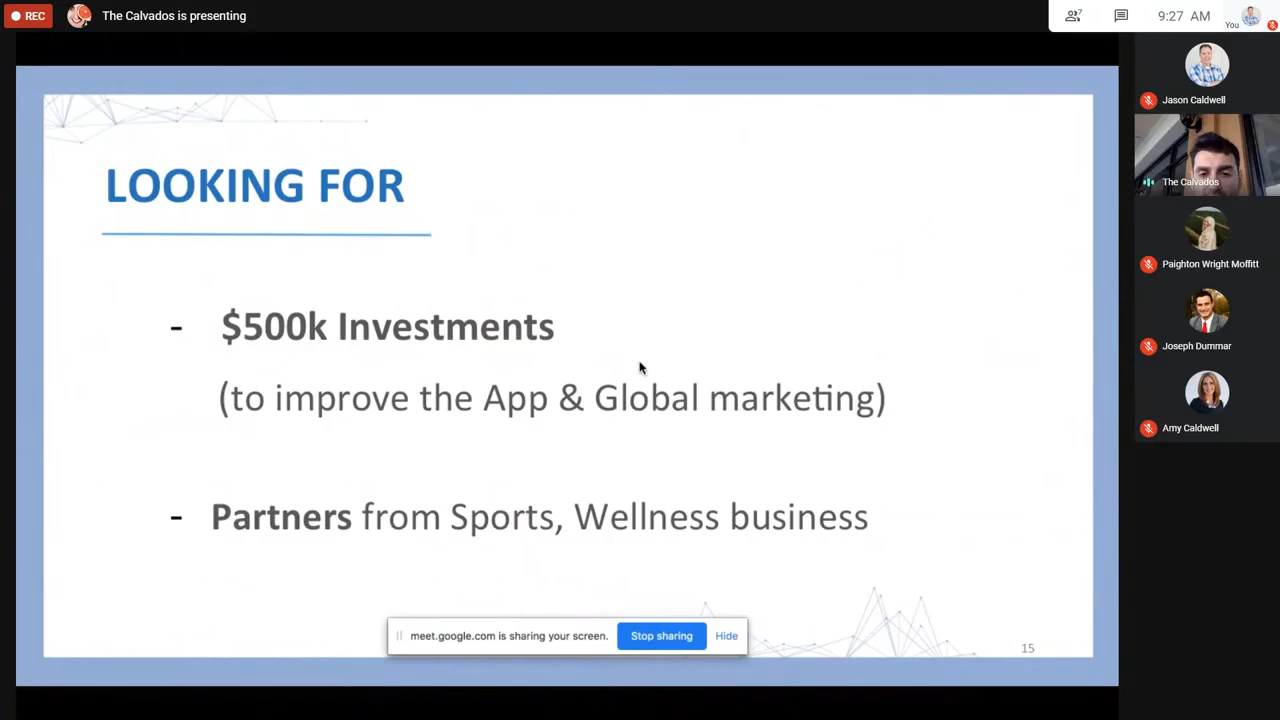 REC
The Calvados is presenting
7
9:27 AM
You
Jason Caldwell
The Calvados
Paighton Wright Moffitt
Joseph Dummar
Amy Caldwell
LOOKING FOR
- $500k Investments
(to improve the App & Global marketing)
- Partners from Sports, Wellness business
meet.google.com is sharing your screen.
Stop sharing
Hide
15